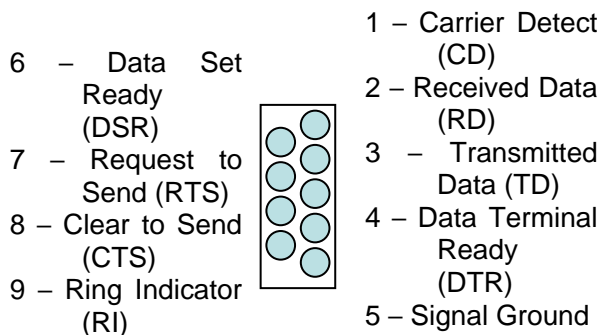 6 – Data Set
Ready
(DSR)
7 – Request to
Send (RTS)
8 – Clear to Send
(CTS)
9 – Ring Indicator
(RI)
1 – Carrier Detect
(CD)
2 – Received Data
(RD)
3 – Transmitted
Data (TD)
4 – Data Terminal
Ready
(DTR)
5 – Signal Ground